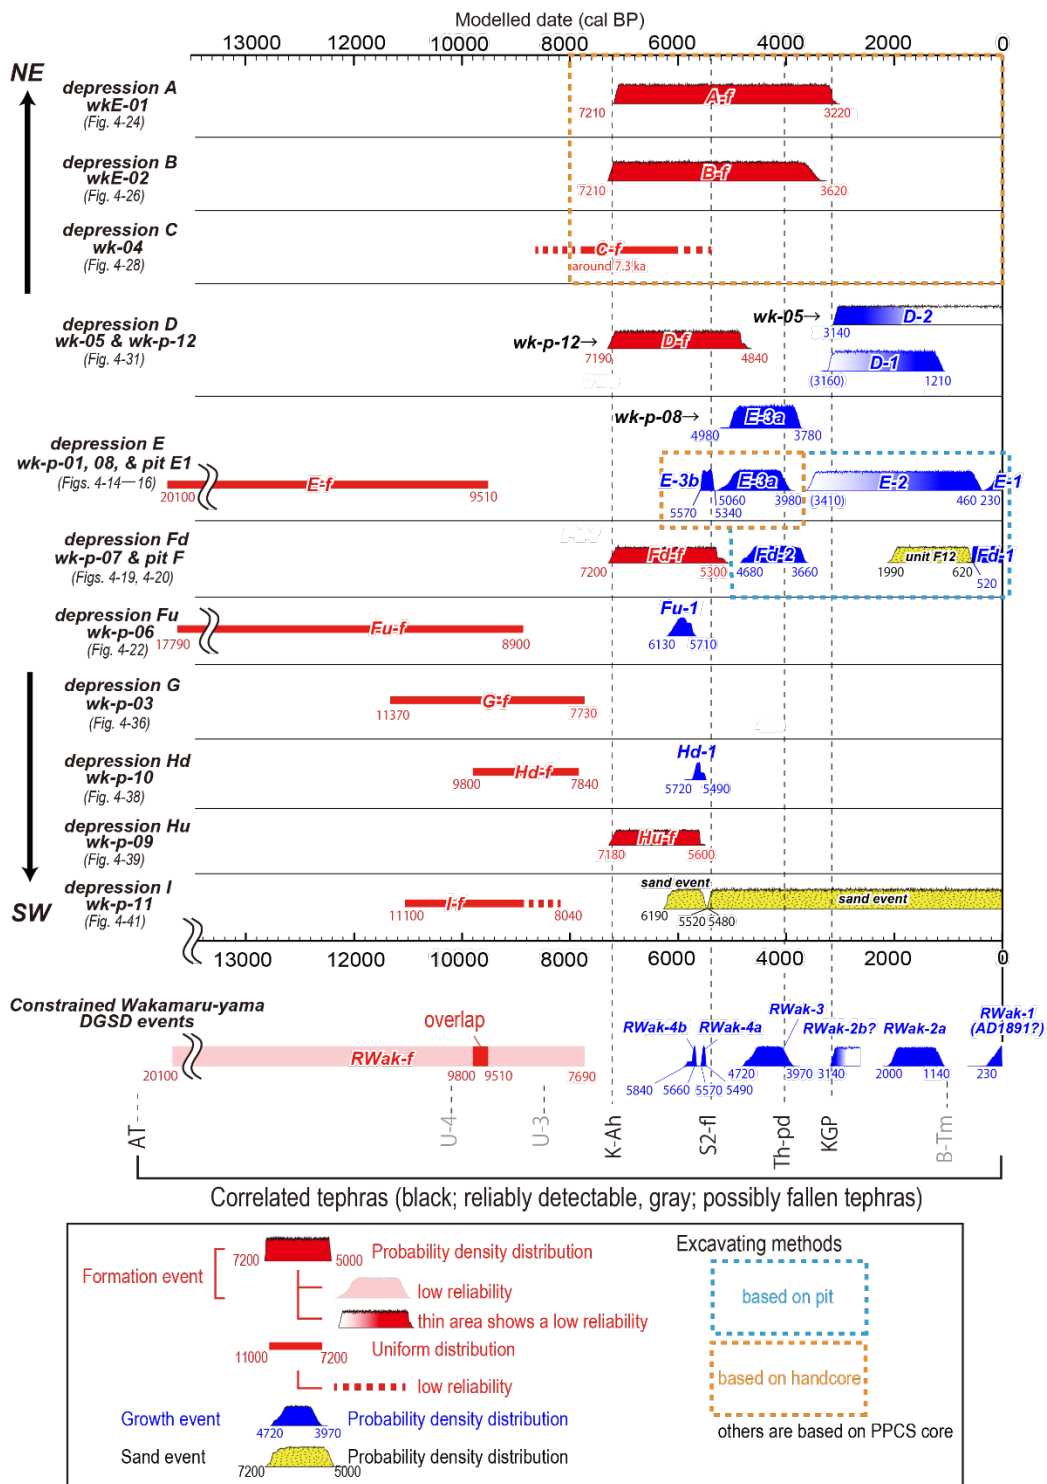 Modelled date (cal BP)
13000 12000 10000 8000 6000 4000 2000 0
NE
depression A
wkE-01
(Fig. 4-24)
A-f
7210 3220
depression B
wkE-02
(Fig. 4-26)
B-f
7210 3620
depression C
wk-04
(Fig. 4-28)
C-f
around 7.3 ka
depression D
wk-05 & wk-p-12
(Fig. 4-31)
wk-05→ D-2
3140
wk-p-12→ D-f
7190 4840
D-1
(3160) 1210
depression E
wk-p-01, 08, & pit E1
(Figs. 4-14—16)
wk-p-08→ E-3a
4980 3780
E-f
20100 9510
E-3b E-3a E-2 E-1
5570 5340 5060 3980 (3410) 460 230
depression Fd
wk-p-07 & pit F
(Figs. 4-19, 4-20)
Fd-f Fd-2 unit F12 Fd-1
7200 5300 4680 3660 1990 620 520
depression Fu
wk-p-06
(Fig. 4-22)
Fu-f Fu-1
17790 8900 6130 5710
depression G
wk-p-03
(Fig. 4-36)
G-f
11370 7730
depression Hd
wk-p-10
(Fig. 4-38)
Hd-f Hd-1
9800 7840 5720 5490
depression Hu
wk-p-09
(Fig. 4-39)
Hu-f
7180 5600
SW
depression I
wk-p-11
(Fig. 4-41)
I-f sand event sand event
11100 8040 6190 5520 5480
13000 12000 10000 8000 6000 4000 2000 0
Constrained Wakamaru-yama
DGSD events
overlap
RWak-f
20100 9800 9510 7690
RWak-4b RWak-4a RWak-3 RWak-2b? RWak-2a RWak-1
(AD1891?)
5840 5660 5570 5490 4720 3970 3140 2000 1140 230
AT U-4 U-3 K-Ah S2-fl Th-pd KGP B-Tm
Correlated tephras (black; reliably detectable, gray; possibly fallen tephras)
Formation event
7200 5000 Probability density distribution
low reliability
thin area shows a low reliability
11000 7200 Uniform distribution
low reliability
Growth event 4720 3970 Probability density distribution
Sand event 7200 5000 Probability density distribution
Excavating methods
based on pit
based on handcore
others are based on PPCS core